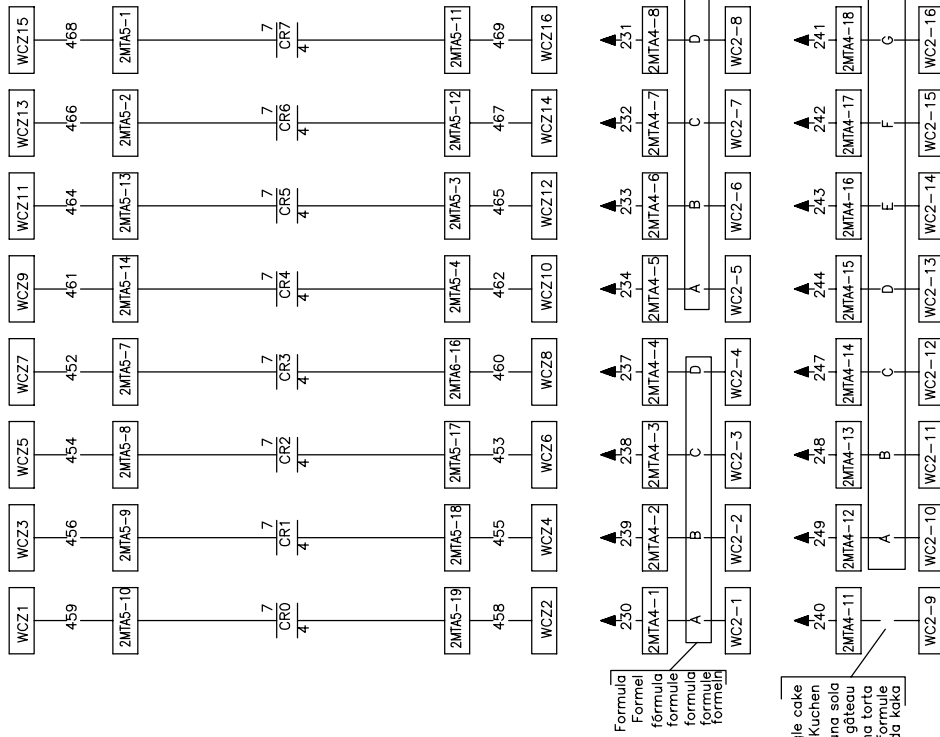 WCZ15 WCZ13 WCZ11 WCZ9 WCZ7 WCZ5 WCZ3 WCZ1
468 466 464 461 452 454 456 459
2MTA5-1 2MTA5-2 2MTA5-13 2MTA5-14 2MTA5-7 2MTA5-8 2MTA5-9 2MTA5-10
7 7 7 7 7 7 7 7
CR7 CR6 CR5 CR4 CR3 CR2 CR1 CR0
4 4 4 4 4 4 4 4
2MTA5-11 2MTA5-12 2MTA5-3 2MTA5-4 2MTA6-16 2MTA5-17 2MTA5-18 2MTA5-19
469 467 465 462 460 453 455 458
WCZ16 WCZ14 WCZ12 WCZ10 WCZ8 WCZ6 WCZ4 WCZ2
231 232 233 234 237 238 239 230
2MTA4-8 2MTA4-7 2MTA4-6 2MTA4-5 2MTA4-4 2MTA4-3 2MTA4-2 2MTA4-1
D C B A D C B A
WC2-8 WC2-7 WC2-6 WC2-5 WC2-4 WC2-3 WC2-2 WC2-1
Formula
Formel
fórmula
formule
formula
formule
formeln
241 242 243 244 247 248 249 240
2MTA4-18 2MTA4-17 2MTA4-16 2MTA4-15 2MTA4-14 2MTA4-13 2MTA4-12 2MTA4-11
G F E D C B A
WC2-16 WC2-15 WC2-14 WC2-13 WC2-12 WC2-11 WC2-10 WC2-9
cake
Kuchen
sola
gâteau
torta
formule
kaka